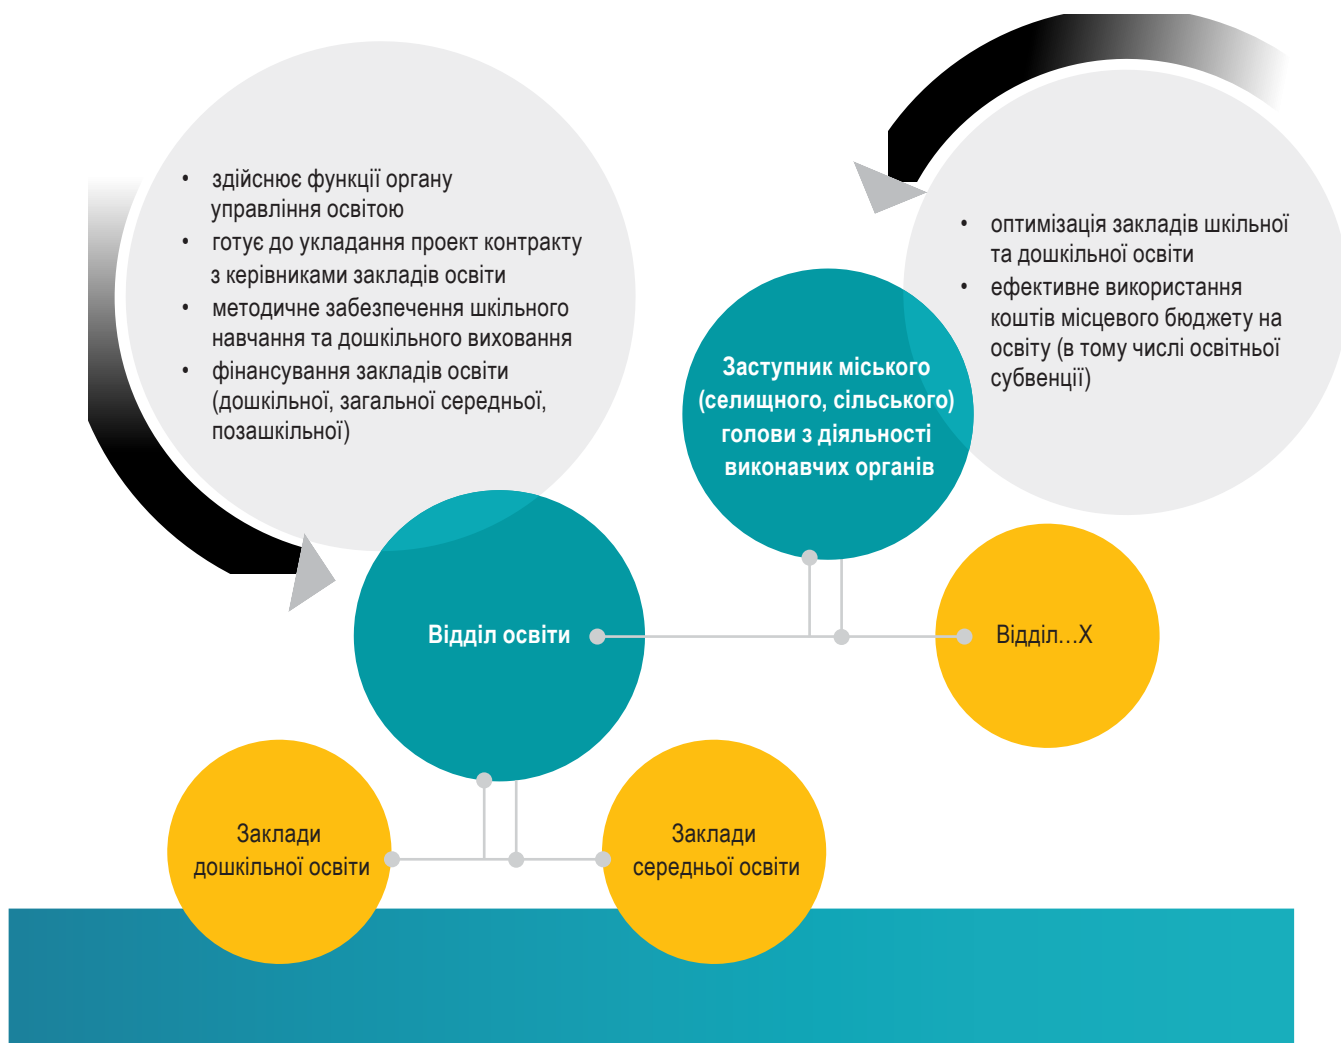 • здійснює функції органу
управління освітою
• готує до укладання проект контракту
з керівниками закладів освіти
• методичне забезпечення шкільного
навчання та дошкільного виховання
• фінансування закладів освіти
(дошкільної, загальної середньої,
позашкільної)
• оптимізація закладів шкільної
та дошкільної освіти
• ефективне використання
коштів місцевого бюджету на
освіту (в тому числі освітньої
субвенції)
Заступник міського
(селищного, сільського)
голови з діяльності
виконавчих органів
Відділ освіти
Відділ...Х
Заклади
дошкільної освіти
Заклади
середньої освіти